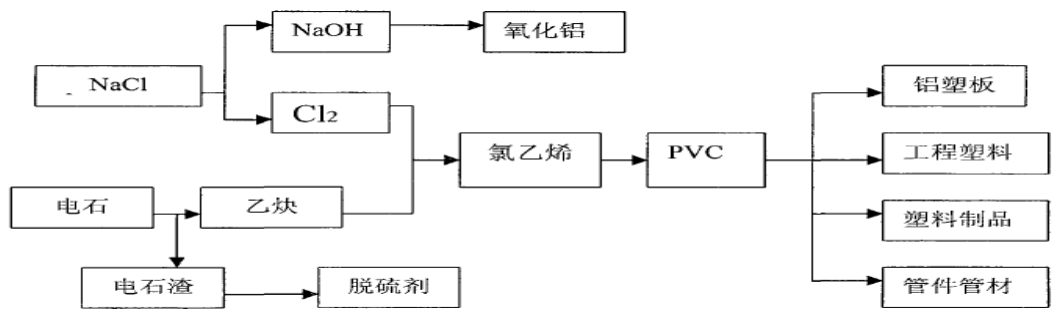 NaOH
氧化铝
NaCl
Cl2
铝塑板
氯乙烯
PVC
工程塑料
电石
乙炔
塑料制品
电石渣
脱硫剂
管件管材